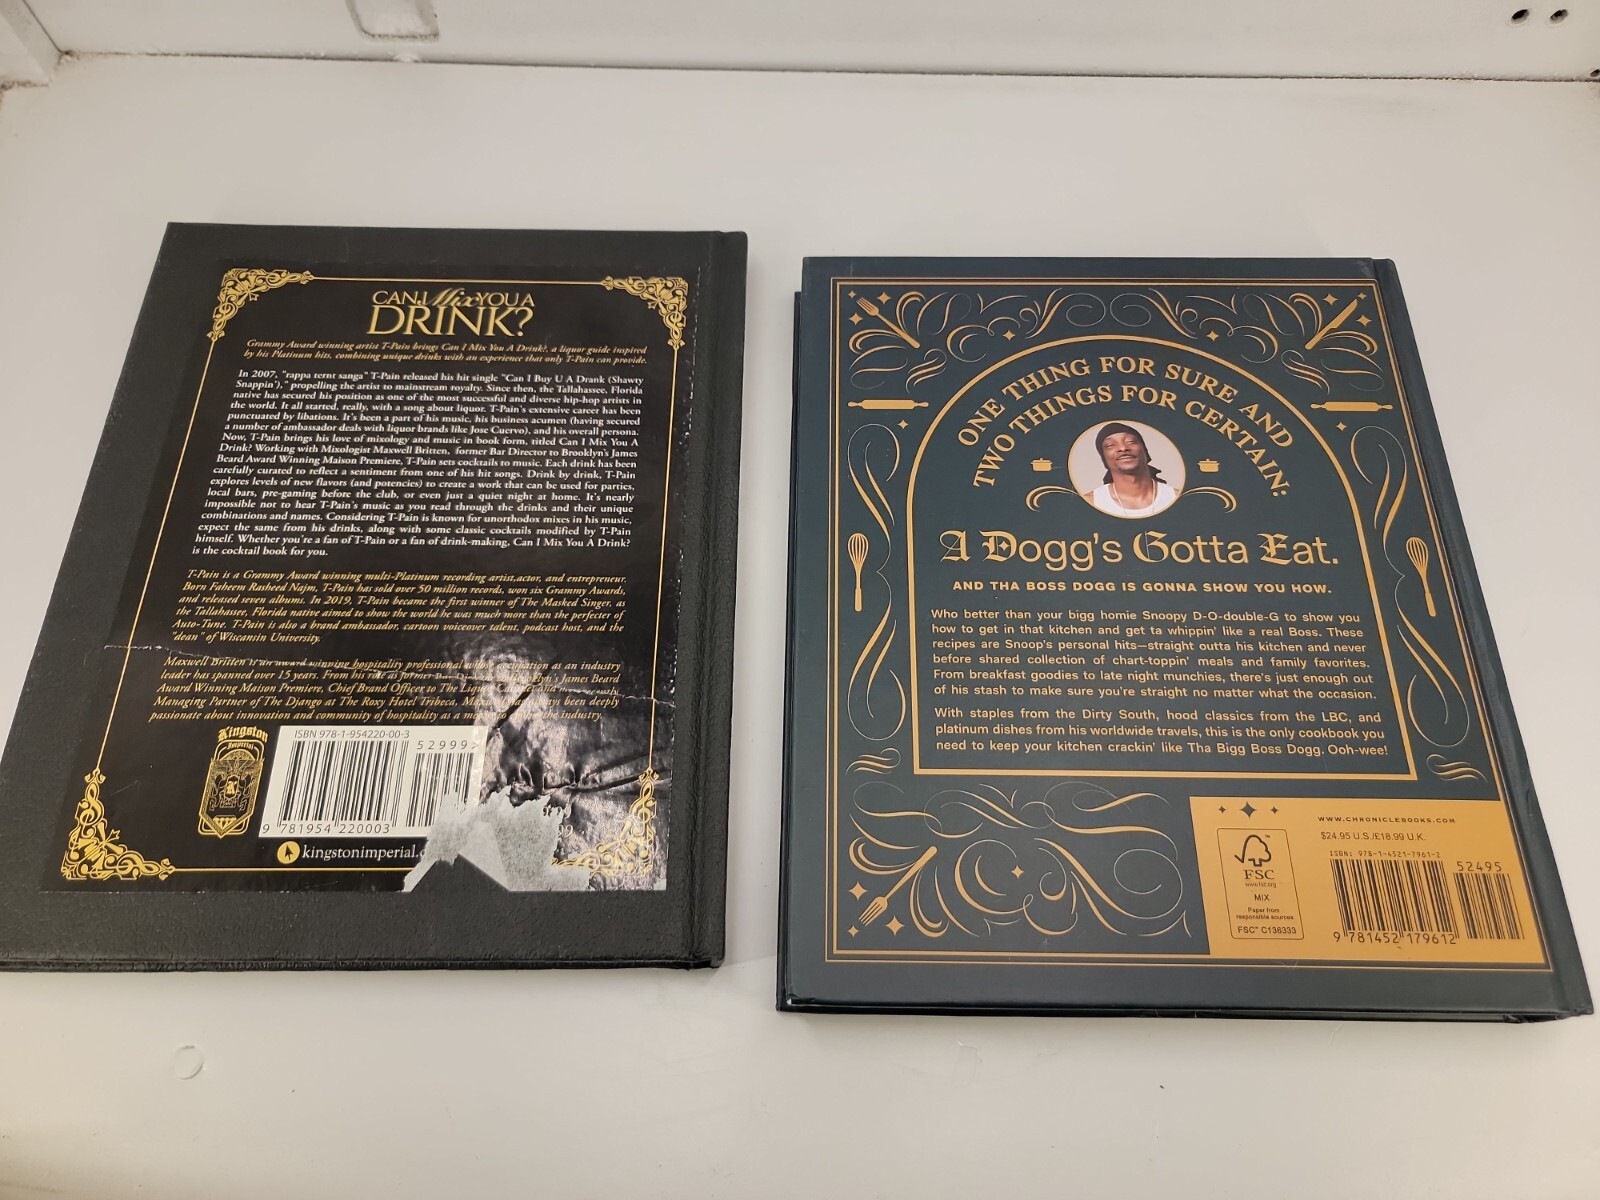 CAN I Mix YOU A
DRINK?
Grammy Award winning artist T-Pain brings Can I Mix You A Drink?, a liquor guide inspired
by his Platinum hits, combining unique drinks with an experience that only T-Pain can provide.
In 2007, "rappa ternt sanga" T-Pain released his hit single "Can I Buy U A Drank (Shawty
Snappin')," propelling the artist to mainstream royalty. Since then, the Tallahassee, Florida
native has secured his position as one of the most successful and diverse hip-hop artists in
the world. It all started, really, with a song about liquor. T-Pain's extensive career has been
punctuated by libations. It's been a part of his music, his business acumen (having secured
a number of ambassador deals with liquor brands like Jose Cuervo), and his overall persona.
Now, T-Pain brings his love of mixology and music in book form, titled Can I Mix You A
Drink? Working with Mixologist Maxwell Britten, former Bar Director to Brooklyn's James
Beard Award Winning Maison Premiere, T-Pain sets cocktails to music. Each drink has been
carefully curated to reflect a sentiment from one of his hit songs. Drink by drink, T-Pain
explores levels of new flavors (and potencies) to create a work that can be used for parties,
local bars, pre-gaming before the club, or even just a quiet night at home. It's nearly
impossible not to hear T-Pain's music as you read through the drinks and their unique
combinations and names. Considering T-Pain is known for unorthodox mixes in his music,
expect the same from his drinks, along with some classic cocktails modified by T-Pain
himself. Whether you're a fan of T-Pain or a fan of drink-making, Can I Mix You A Drink?
is the cocktail book for you.
T-Pain is a Grammy Award winning multi-Platinum recording artist,actor, and entrepreneur.
Born Faheem Rasheed Najm, T-Pain has sold over 50 million records, won six Grammy Awards,
and released seven albums. In 2019, T-Pain became the first winner of The Masked Singer, as
the Tallahassee, Florida native aimed to show the world he was much more than the perfecter of
Auto-Tune. T-Pain is also a brand ambassador, cartoon voiceover talent, podcast host, and the
"dean" of Wiscansin University.
Maxwell Britten is an award winning hospitality professional whose occupation as an industry
leader has spanned over 15 years. From his role as former Bar Director to Brooklyn's James Beard
Award Winning Maison Premiere, Chief Brand Officer to The Liquor Cabinet and
Managing Partner of The Django at The Roxy Hotel Tribeca, been deeply
passionate about innovation and community of hospitality as a the industry.
Kingston
Imperial
ISBN 978-1-954220-00-3
52999>
9 781954 220003
kingstonimperial.
ONE THING FOR SURE AND
TWO THINGS FOR CERTAIN:
A Dogg's Gotta Eat.
AND THA BOSS DOGG IS GONNA SHOW YOU HOW.
Who better than your bigg homie Snoopy D-O-double-G to show you
how to get in that kitchen and get ta whippin' like a real Boss. These
recipes are Snoop's personal hits—straight outta his kitchen and never
before shared collection of chart-toppin' meals and family favorites.
From breakfast goodies to late night munchies, there's just enough out
of his stash to make sure you're straight no matter what the occasion.
With staples from the Dirty South, hood classics from the LBC, and
platinum dishes from his worldwide travels, this is the only cookbook you
need to keep your kitchen crackin' like Tha Bigg Boss Dogg. Ooh-wee!
WWW.CHRONICLEBOOKS.COM
$24.95 U.S./£18.99 U.K.
ISBN: 978-1-4521-7961-2
52495
9 781452 179612
FSC
www.fsc.org
MIX
Paper from
responsible sources
FSC™ C136333